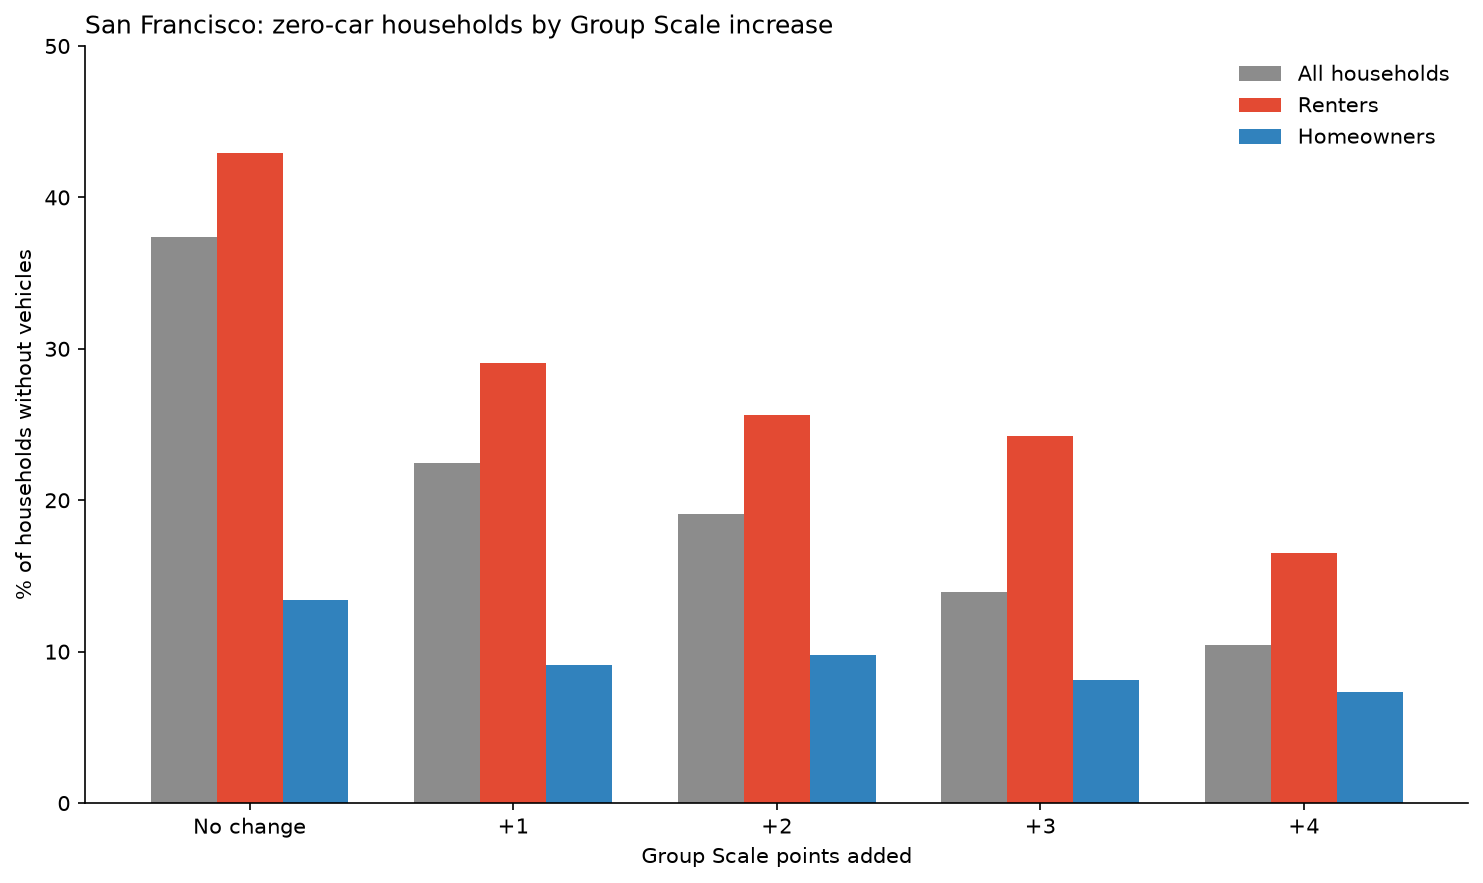 San Francisco: zero-car households by Group Scale increase
50
40
30
20
10
0
% of households without vehicles
All households
Renters
Homeowners
No change
+1
+2
+3
+4
Group Scale points added